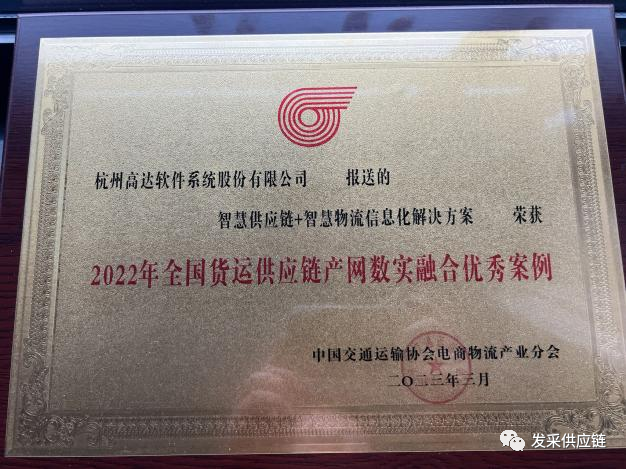 杭州高达软件系统股份有限公司 报送的
智慧供应链+智慧物流信息化解决方案 荣获
2022年全国货运供应链产网数实融合优秀案例
中国交通运输协会电商物流产业分会
二〇二三年三月
发采供应链